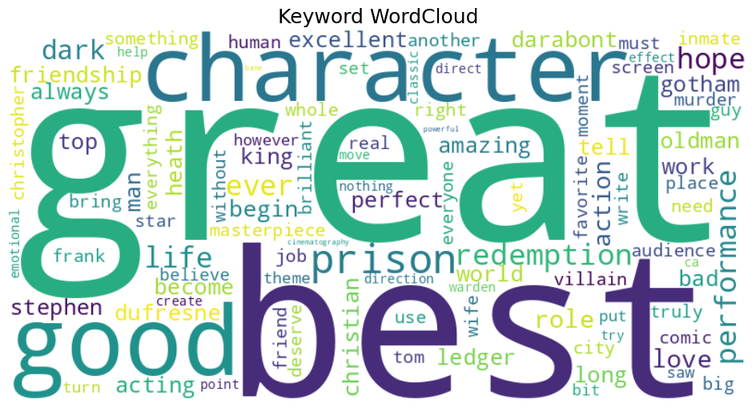 Keyword WordCloud
something
human
excellent
another
darabont
must
inmate
dark
help
bane
set
classic
direct
screen
effect
hope
friendship
character
always
christopher
whole
right
moment
gotham
murder
guy
great
top
everything
heath
however
real
move
amazing
tell
oldman
king
without
brilliant
powerful
bring
man
ever
nothing
perfect
everyone
yet
favorite
action
write
work
place
need
star
begin
masterpiece
emotional
frank
life
cinematography
job
prison
redemption
audience
performance
believe
theme
direction
world
villain
ca
bad
stephen
become
create
warden
dufresne
good
best
friend
deserve
christian
use
wife
role
put
truly
try
comic
tom
ledger
city
long
love
saw
turn
acting
point
bit
big